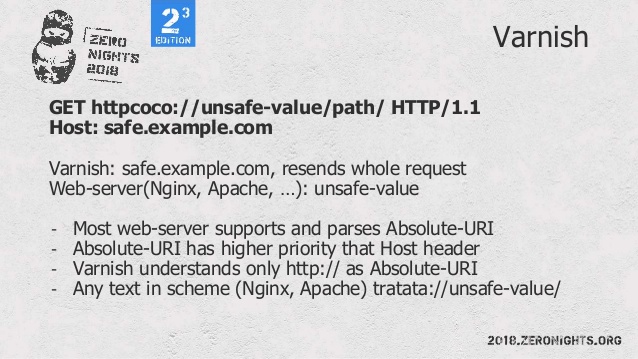 ZERO
NIGHTS
2018
2³
EDITION
Varnish
GET httpcoco://unsafe-value/path/ HTTP/1.1
Host: safe.example.com
Varnish: safe.example.com, resends whole request
Web-server(Nginx, Apache, …): unsafe-value
- Most web-server supports and parses Absolute-URI
- Absolute-URI has higher priority that Host header
- Varnish understands only http:// as Absolute-URI
- Any text in scheme (Nginx, Apache) tratata://unsafe-value/
2018.ZERONIGHTS.ORG